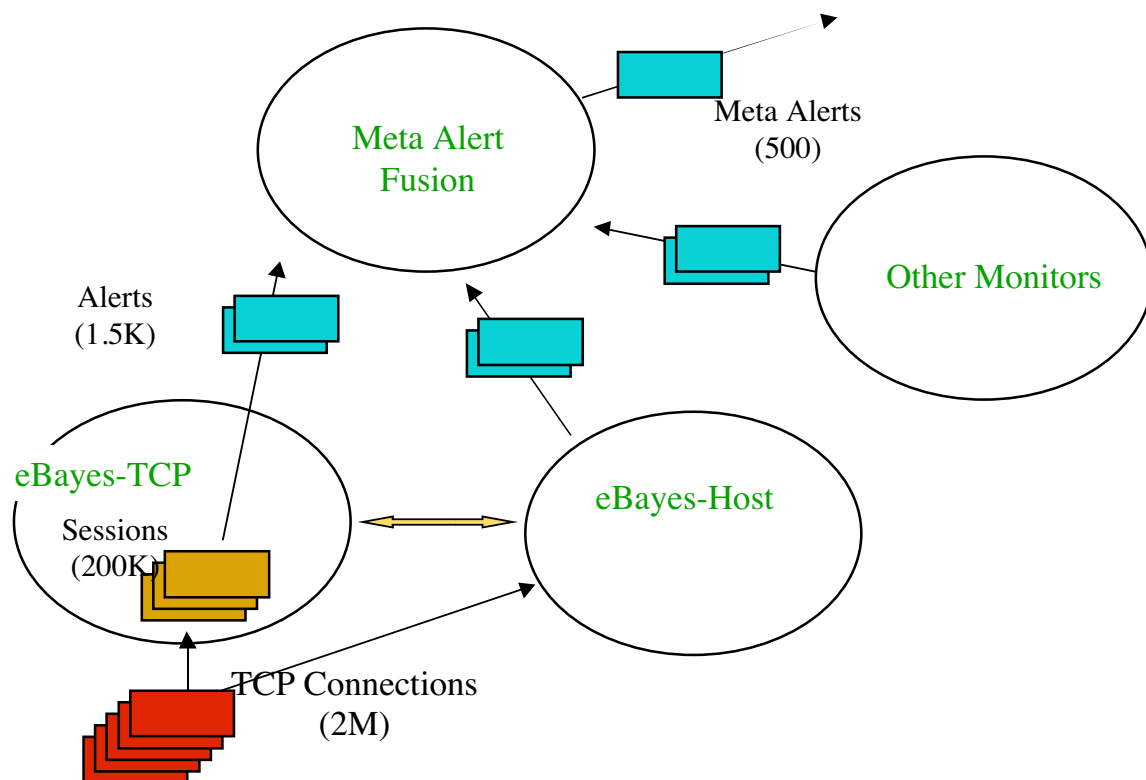 Meta Alert
Fusion
Meta Alerts
(500)
Other Monitors
Alerts
(1.5K)
eBayes-TCP
eBayes-Host
Sessions
(200K)
TCP Connections
(2M)